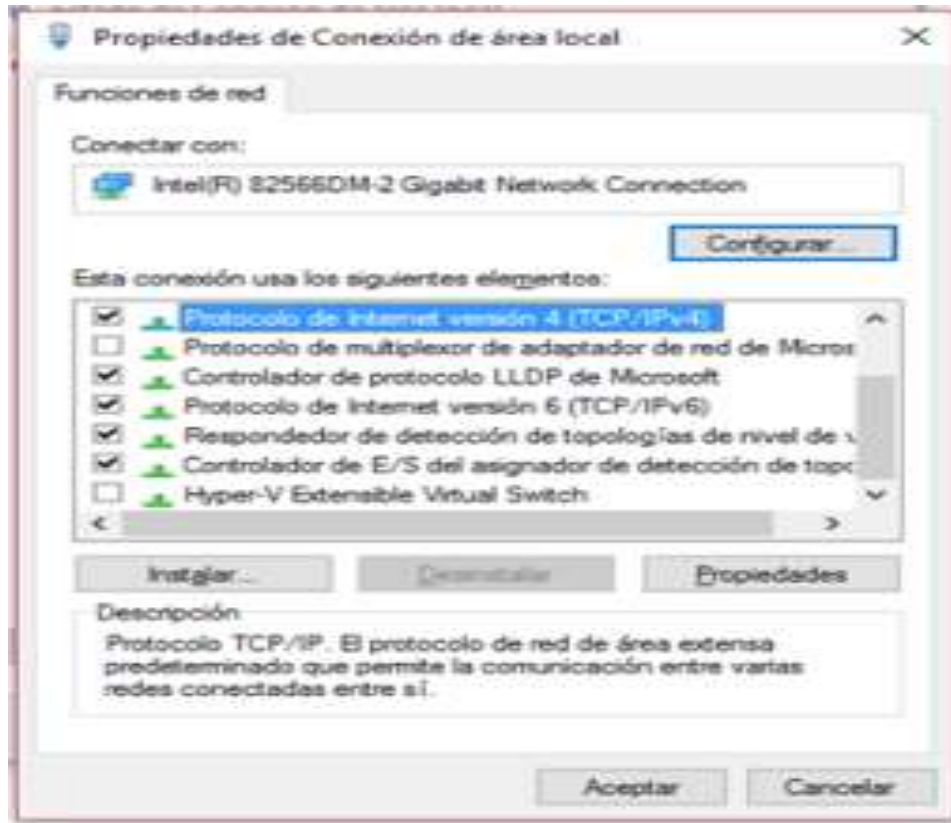 Propiedades de Conexión de área local
Funciones de red
Conectar con:
Intel(R) 82566DM-2 Gigabit Network Connection
Configurar...
Esta conexión usa los siguientes elementos:
Protocolo de Internet versión 4 (TCP/IPv4)
Protocolo de multiplexor de adaptador de red de Micros
Controlador de protocolo LLDP de Microsoft
Protocolo de Internet versión 6 (TCP/IPv6)
Respondedor de detección de topologías de nivel de v
Controlador de E/S del asignador de detección de topo
Hyper-V Extensible Virtual Switch
Instalar...
Desinstalar
Propiedades
Descripción
Protocolo TCP/IP. El protocolo de red de área extensa
predeterminado que permite la comunicación entre varias
redes conectadas entre sí.
Aceptar
Cancelar